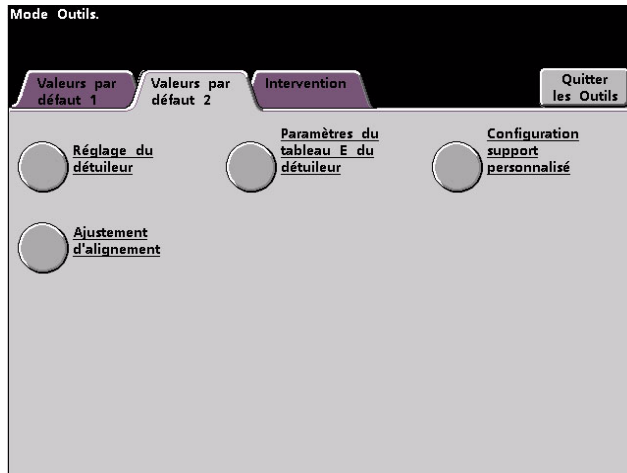 Mode Outils.
Valeurs par
défaut 1
Valeurs par
défaut 2
Intervention
Quitter
les Outils
Réglage du
détuileur
Paramètres du
tableau E du
détuileur
Configuration
support
personnalisé
Ajustement
d'alignement